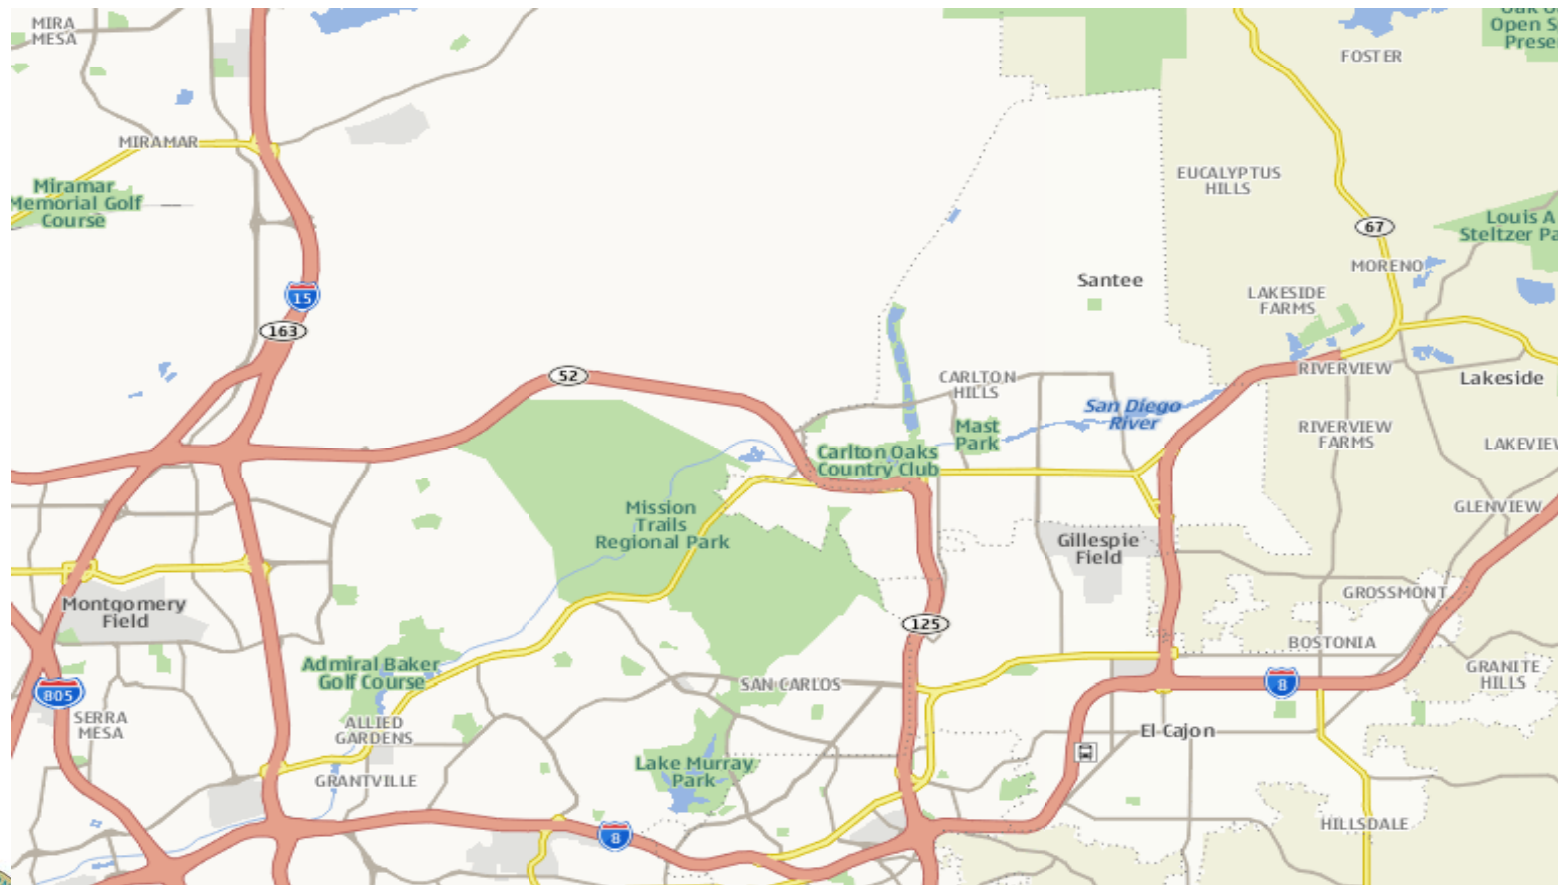 MIRA
MESA
Open S
Prese
FOSTER
MIRAMAR
EUCALYPTUS
HILLS
Miramar
Memorial Golf
Course
67
Louis A
Steltzer Pa
MORENO
Santee
LAKESIDE
FARMS
15
163
52
CARLTON
HILLS
RIVERVIEW
Lakeside
San Diego
River
Mast
Park
RIVERVIEW
FARMS
LAKEVIEW
Carlton Oaks
Country Club
Mission
Trails
Regional Park
GLENVIEW
Gillespie
Field
Montgomery
Field
GROSSMONT
125
BOSTONIA
Admiral Baker
Golf Course
GRANITE
HILLS
805
SAN CARLOS
8
SERRA
MESA
ALLIED
GARDENS
El Cajon
Lake Murray
Park
GRANTVILLE
HILLSDALE
8